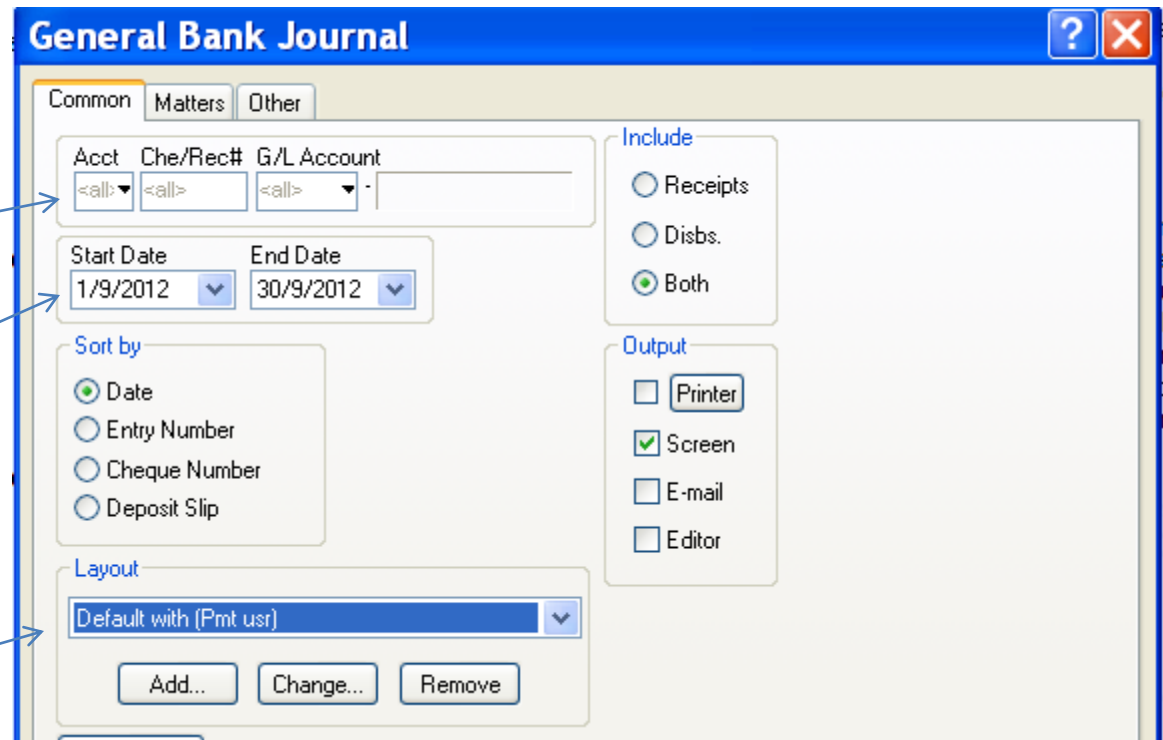 General Bank Journal
?
Common Matters Other
Acct Che/Rec# G/L Account
<all> <all> <all> -
Start Date End Date
1/9/2012 30/9/2012
Sort by
Date
Entry Number
Cheque Number
Deposit Slip
Layout
Default with (Pmt usr)
Add... Change... Remove
Include
Receipts
Disbs.
Both
Output
Printer
Screen
E-mail
Editor